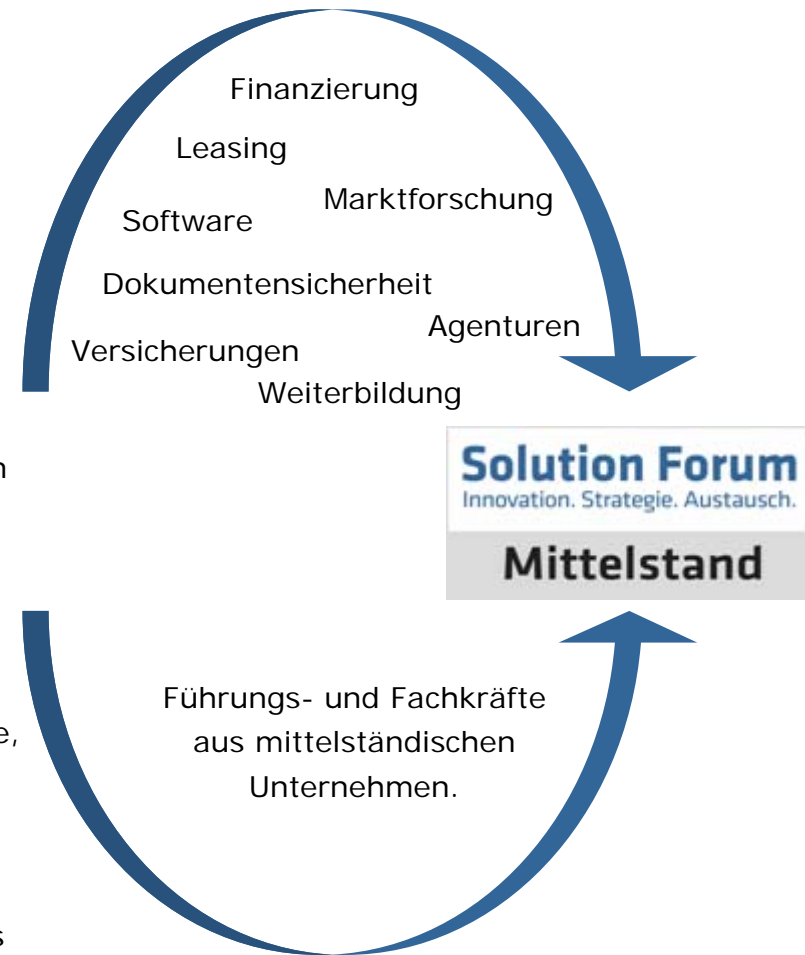 Finanzierung
Leasing
Marktforschung
Software
Dokumentensicherheit
Agenturen
Versicherungen
Weiterbildung
Solution Forum
Innovation. Strategie. Austausch.
Mittelstand
Führungs- und Fachkräfte
aus mittelständischen
Unternehmen.